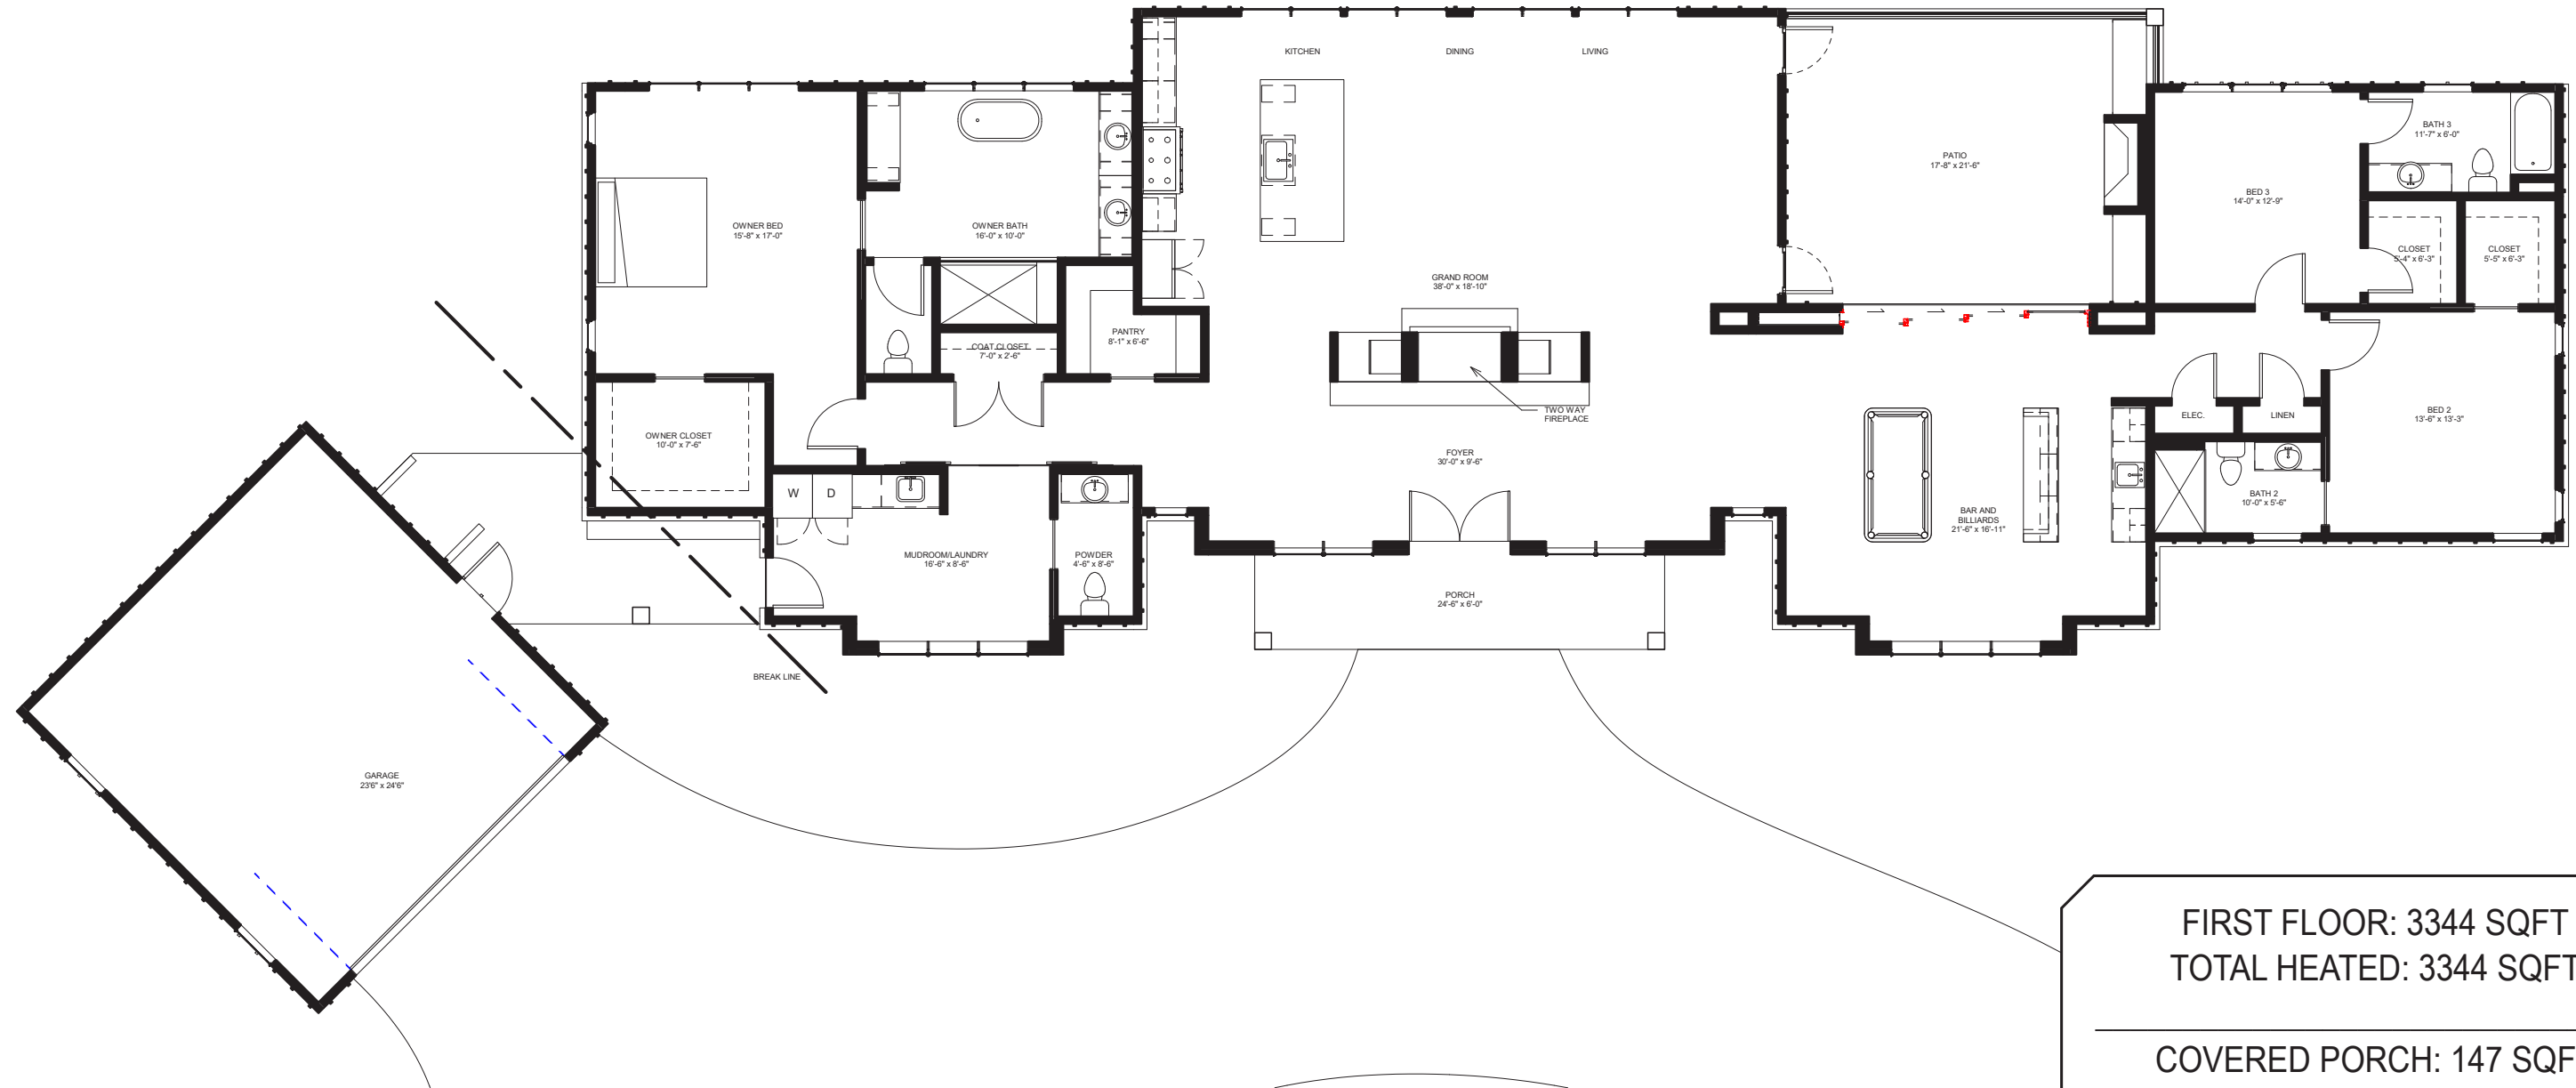 KITCHEN
DINING
LIVING
PATIO
17'-8" x 21'-6"
BATH 3
11'-7" x 6'-0"
BED 3
14'-0" x 12'-9"
CLOSET
5'-4" x 6'-3"
CLOSET
5'-5" x 6'-3"
OWNER BED
15'-8" x 17'-0"
OWNER BATH
16'-0" x 10'-0"
GRAND ROOM
38'-0" x 18'-10"
PANTRY
8'-1" x 6'-6"
COAT CLOSET
7'-0" x 2'-6"
TWO WAY
FIREPLACE
ELEC.
LINEN
BED 2
13'-6" x 13'-3"
OWNER CLOSET
10'-0" x 7'-6"
FOYER
30'-0" x 9'-6"
W
D
BATH 2
10'-0" x 5'-6"
BAR AND
BILLIARDS
21'-6" x 16'-11"
MUDROOM/LAUNDRY
16'-6" x 8'-6"
POWDER
4'-6" x 8'-6"
PORCH
24'-6" x 6'-0"
BREAK LINE
GARAGE
23'6" x 24'6"
FIRST FLOOR: 3344 SQFT
TOTAL HEATED: 3344 SQFT
COVERED PORCH: 147 SQF